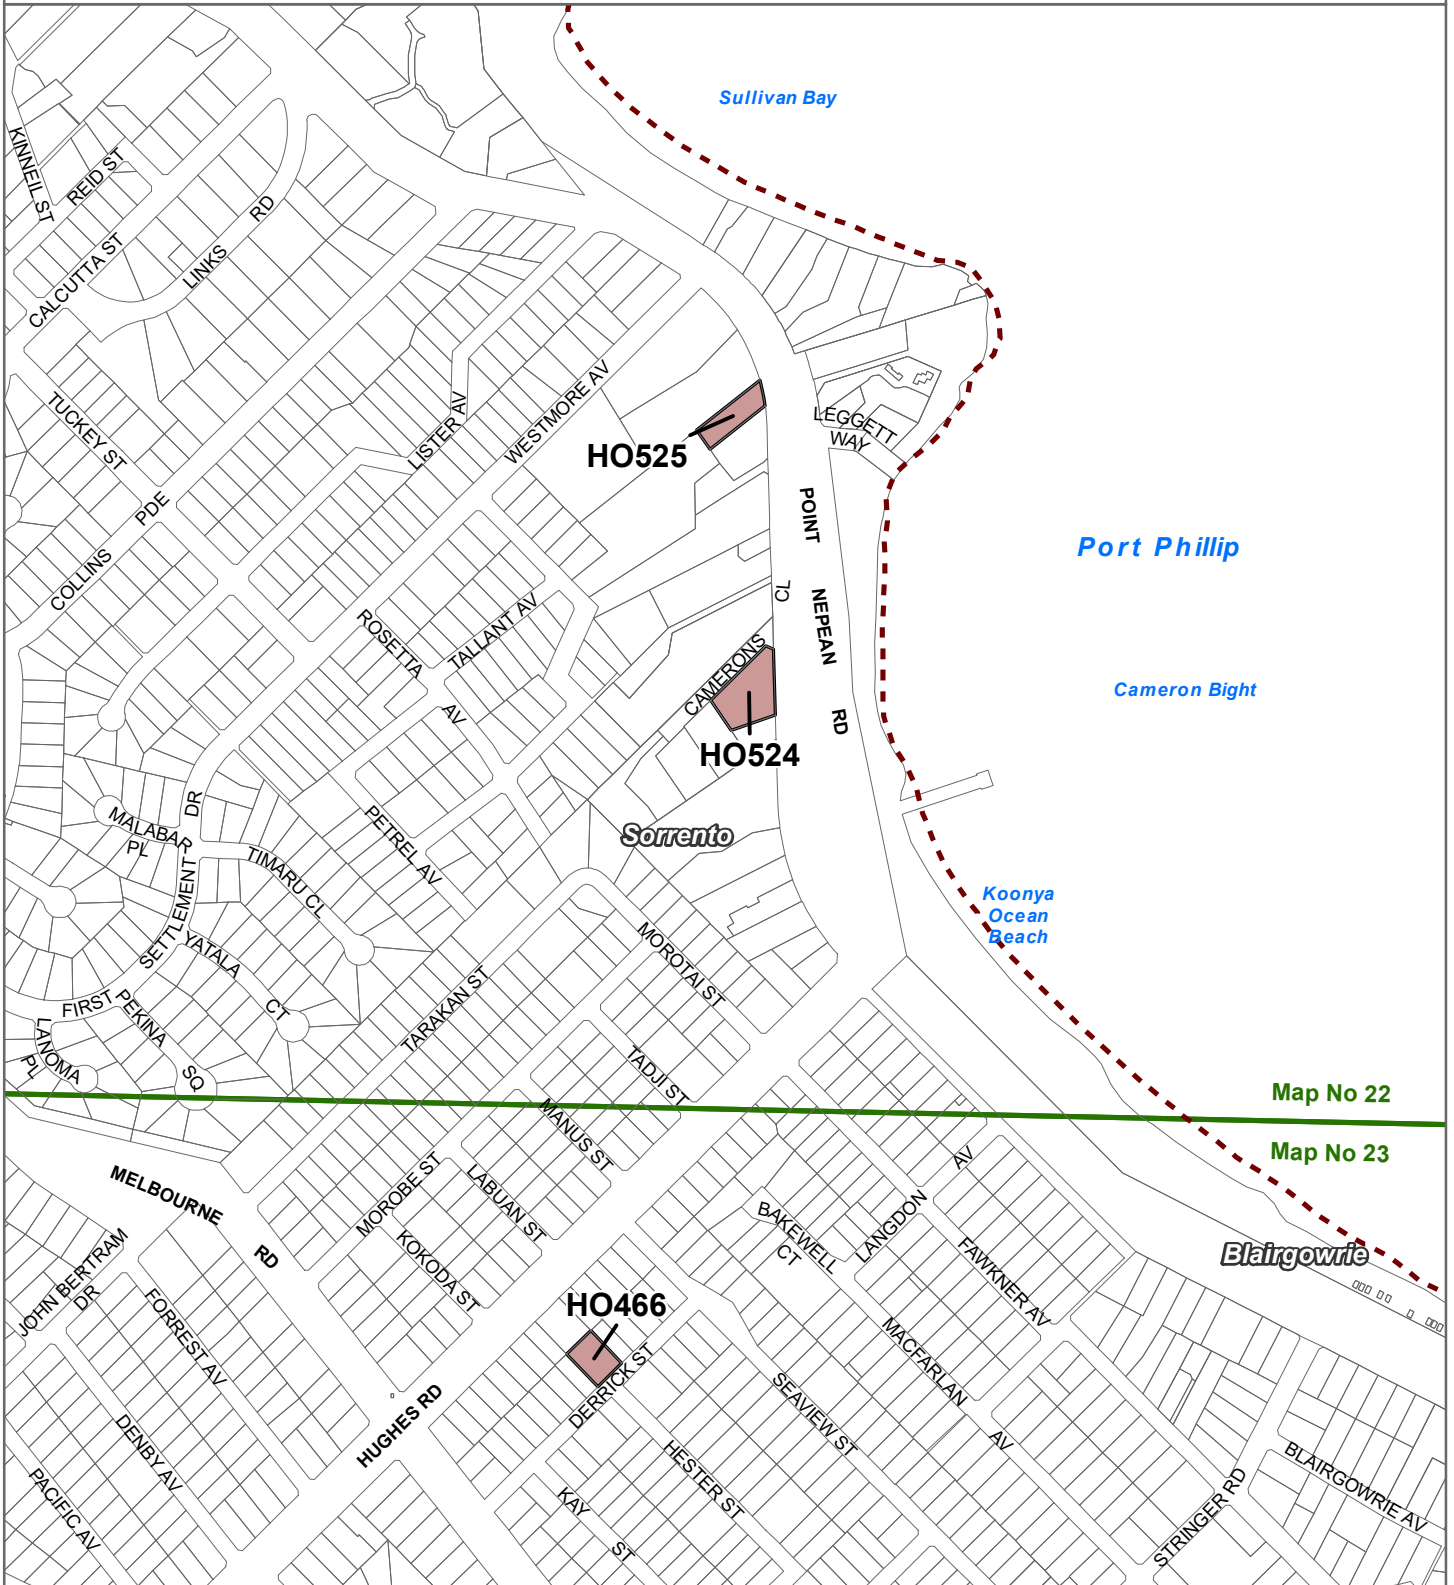 Sullivan Bay
KINNEIL ST
REID ST
CALCUTTA ST
LINKS
RD
TUCKEY ST
LISTER AV
WESTMORE AV
LEGGETT
WAY
HO525
COLLINS
PDE
POINT
NEPEAN
RD
Port Phillip
CL
CAMERONS
ROSETTA
AV
TALLANT AV
Cameron Bight
HO524
Sorrento
PETREL AV
MALABAR
PL
SETTLEMENT
DR
TIMARU CL
Koonya
Ocean
Beach
YATALA
CT
FIRST
PEKINA
SQ
LANOMA
PL
TARAKAN ST
MOROTAI ST
TADJI ST
Map No 22
Map No 23
MANUS ST
LABUAN ST
MOROBE ST
KOKODA ST
MELBOURNE
RD
BAKEWELL
CT
LANGDON
AV
FAWKNER AV
Blairgowrie
JOHN BERTRAM
DR
FORREST AV
DENBY AV
PACIFIC AV
HO466
HUGHES RD
DERRICK ST
SEAVIEW ST
MACFARLAN
AV
HESTER ST
KAY
ST
STRINGER RD
BLAIRGOWRIE AV